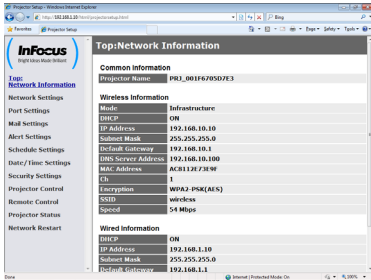 Projector Setup - Windows Internet Explorer
http://192.168.1.10/html/projectorsetup.html
Bing
Favorites
Projector Setup
Page
Safety
Tools
InFocus
Bright Ideas Made Brilliant
Top:
Network Information
Network Settings
Port Settings
Mail Settings
Alert Settings
Schedule Settings
Date/Time Settings
Security Settings
Projector Control
Remote Control
Projector Status
Network Restart
Top:Network Information
Common Information
Projector Name PRJ_001F6705D7E3
Wireless Information
Mode Infrastructure
DHCP ON
IP Address 192.168.10.10
Subnet Mask 255.255.255.0
Default Gateway 192.168.10.1
DNS Server Address 192.168.10.100
MAC Address AC8112E73E9F
Ch 1
Encryption WPA2-PSK(AES)
SSID wireless
Speed 54 Mbps
Wired Information
DHCP ON
IP Address 192.168.1.10
Subnet Mask 255.255.255.0
Default Gateway 192.168.1.1
Done
Internet | Protected Mode: On
100%